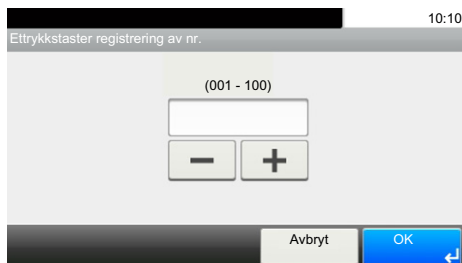 10:10
Ettrykkstaster registrering av nr.
(001 - 100)
Avbryt
OK